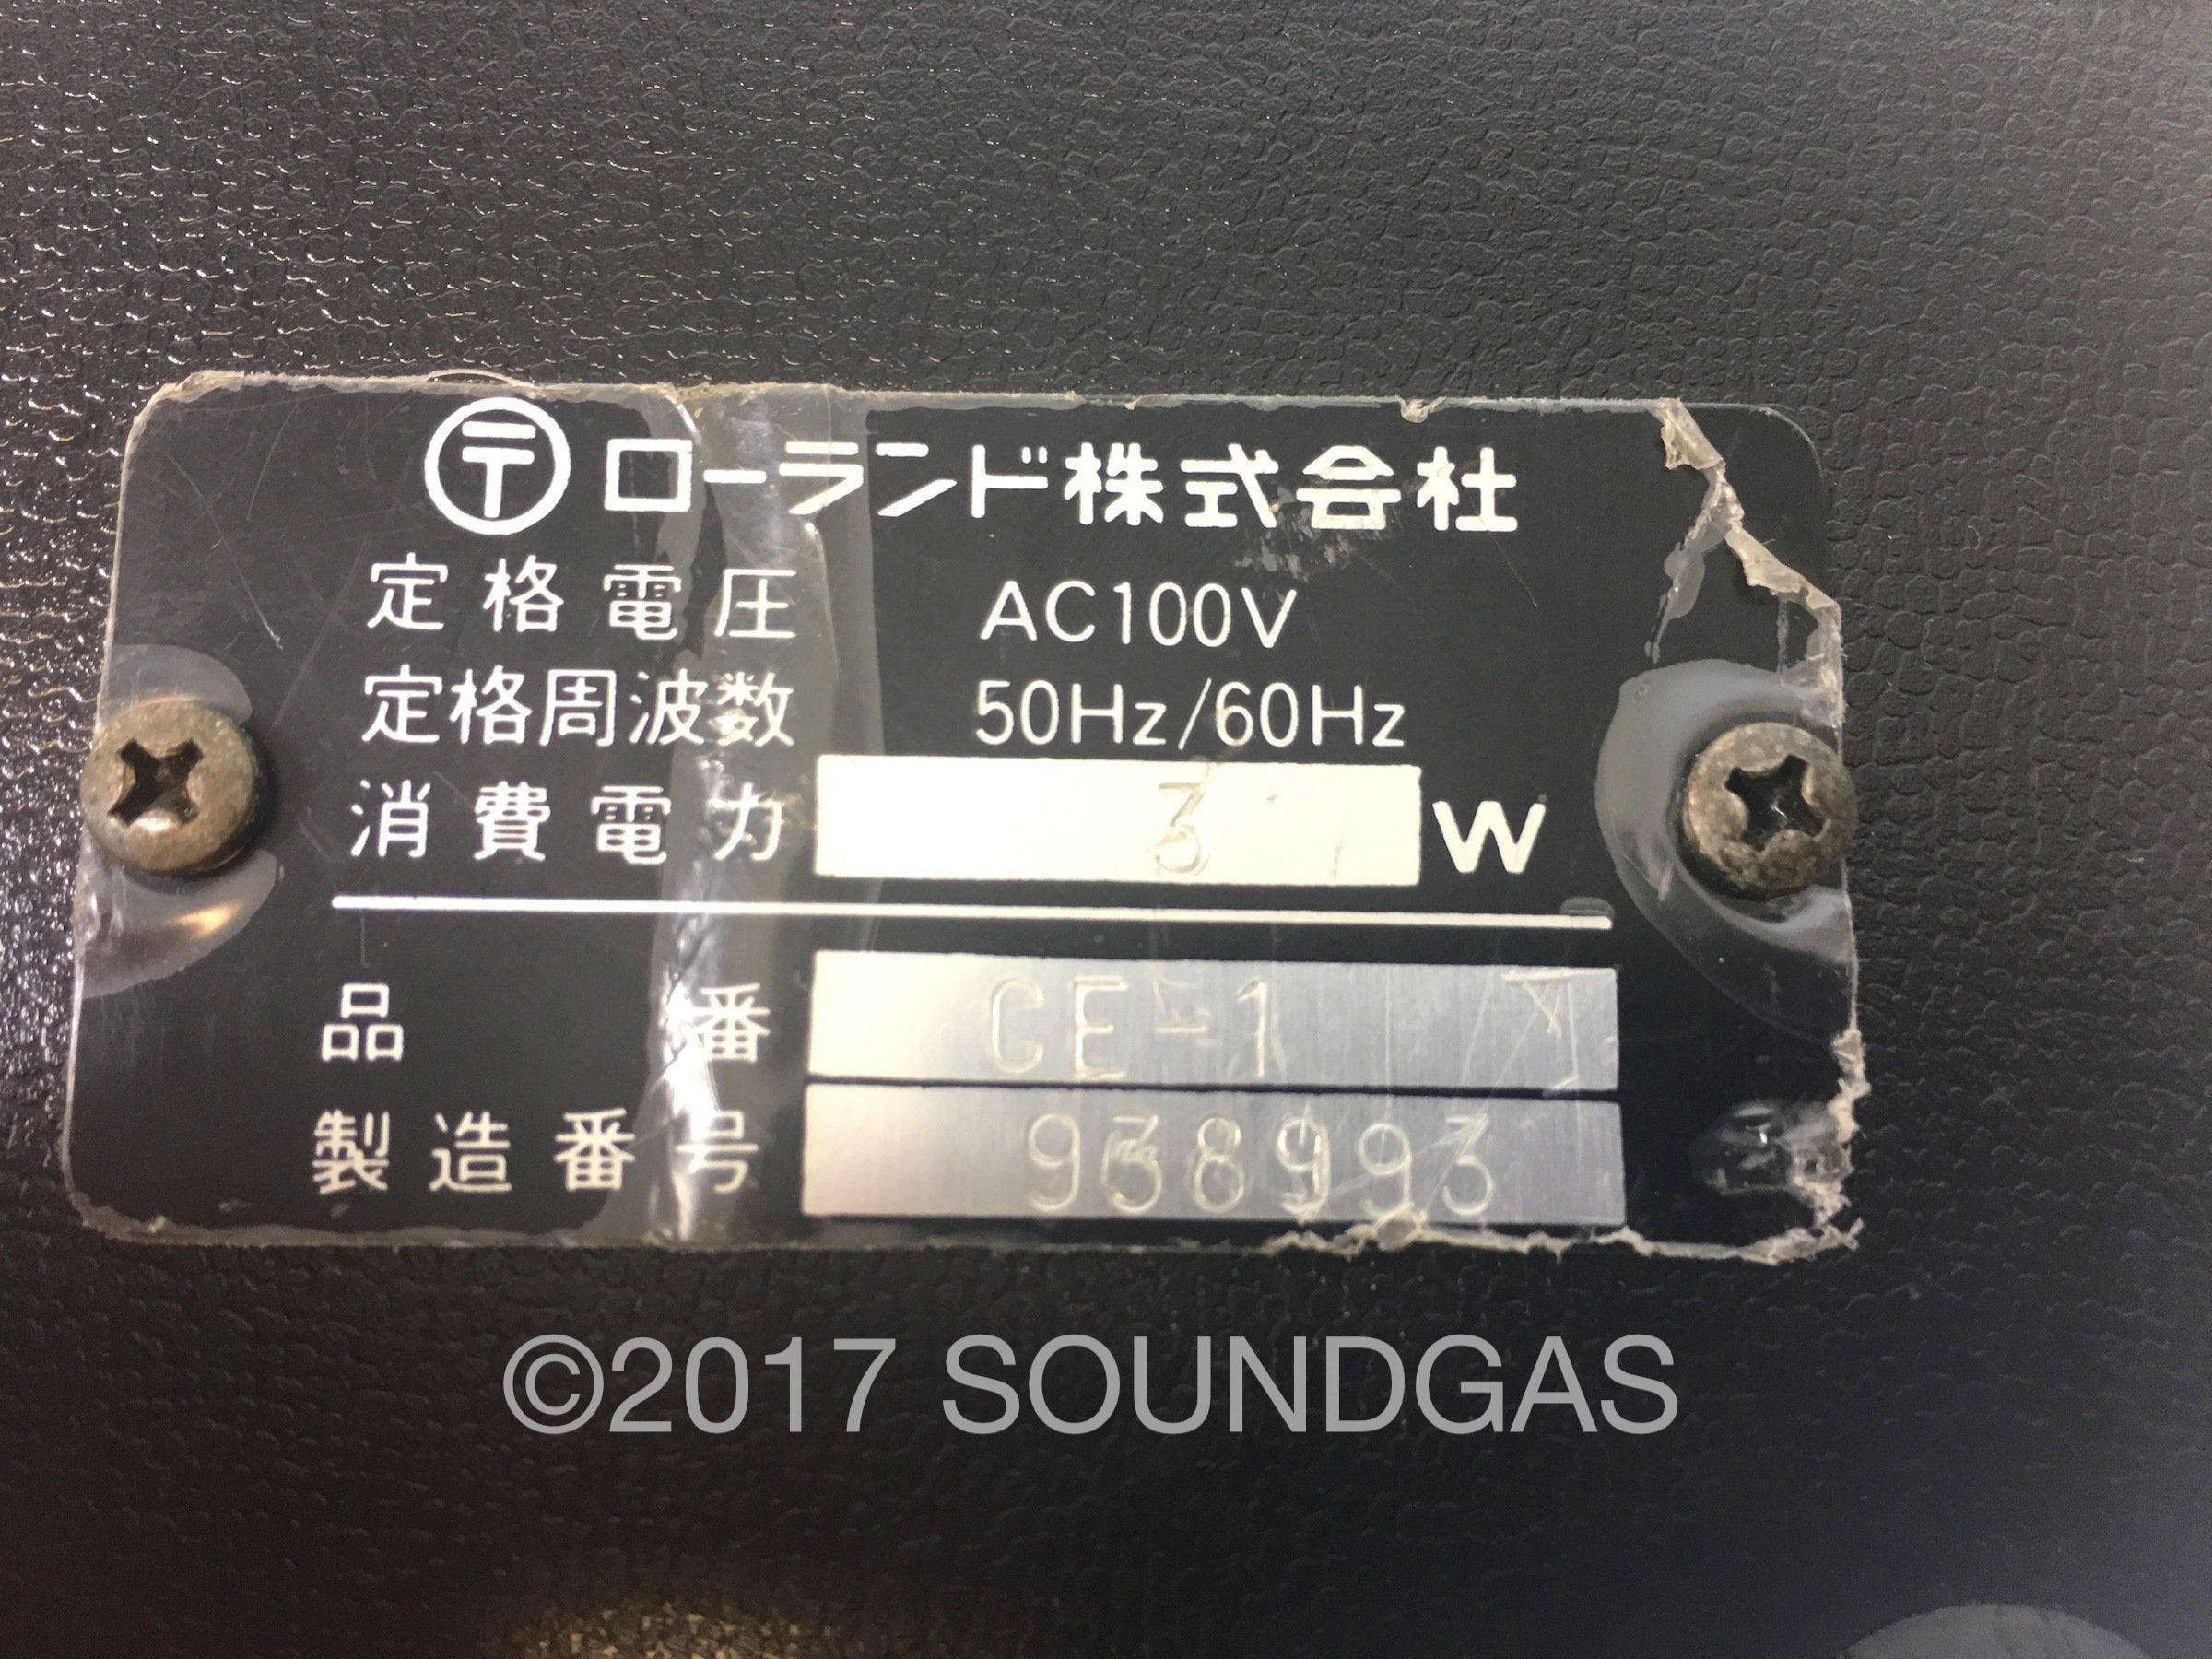 〒 ローランド株式会社
定格電圧 AC100V
定格周波数 50Hz/60Hz
消費電力 3 W
品番 CE-1
製造番号 938993
©2017 SOUNDGAS